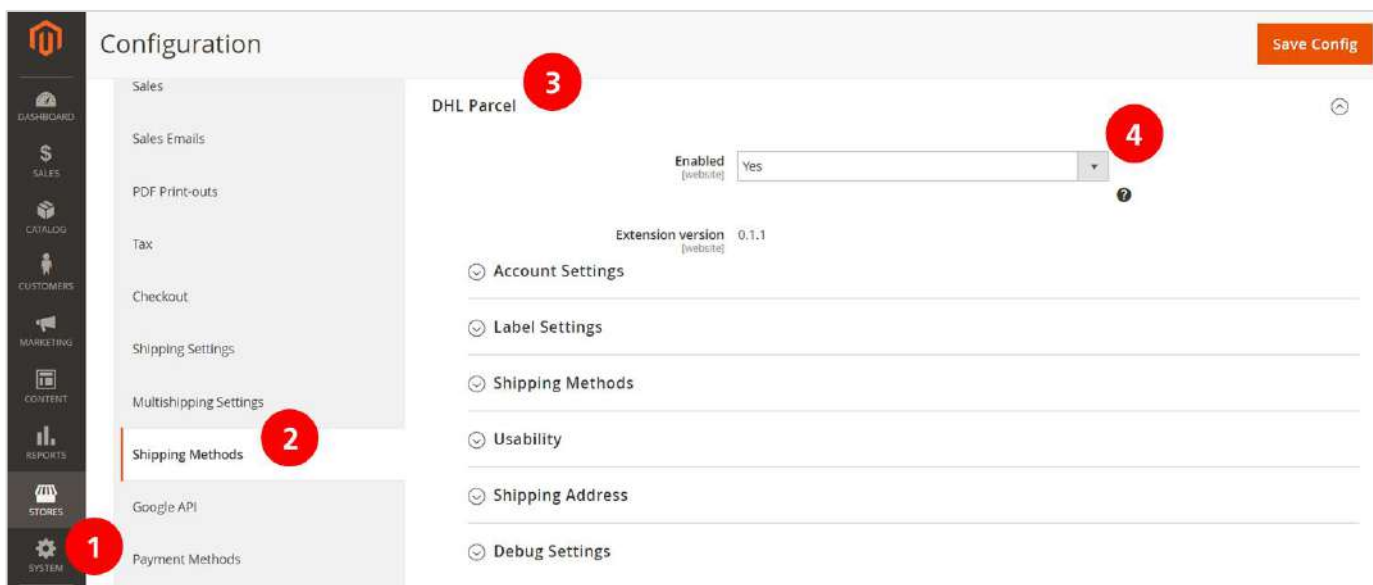 Configuration
Save Config
DASHBOARD
SALES
CATALOG
CUSTOMERS
MARKETING
CONTENT
REPORTS
STORES
SYSTEM
1
Sales
Sales Emails
PDF Print-outs
Tax
Checkout
Shipping Settings
Multishipping Settings
Shipping Methods
2
Google API
Payment Methods
DHL Parcel
3
Enabled
[website]
Yes
4
?
Extension version 0.1.1
[website]
Account Settings
Label Settings
Shipping Methods
Usability
Shipping Address
Debug Settings